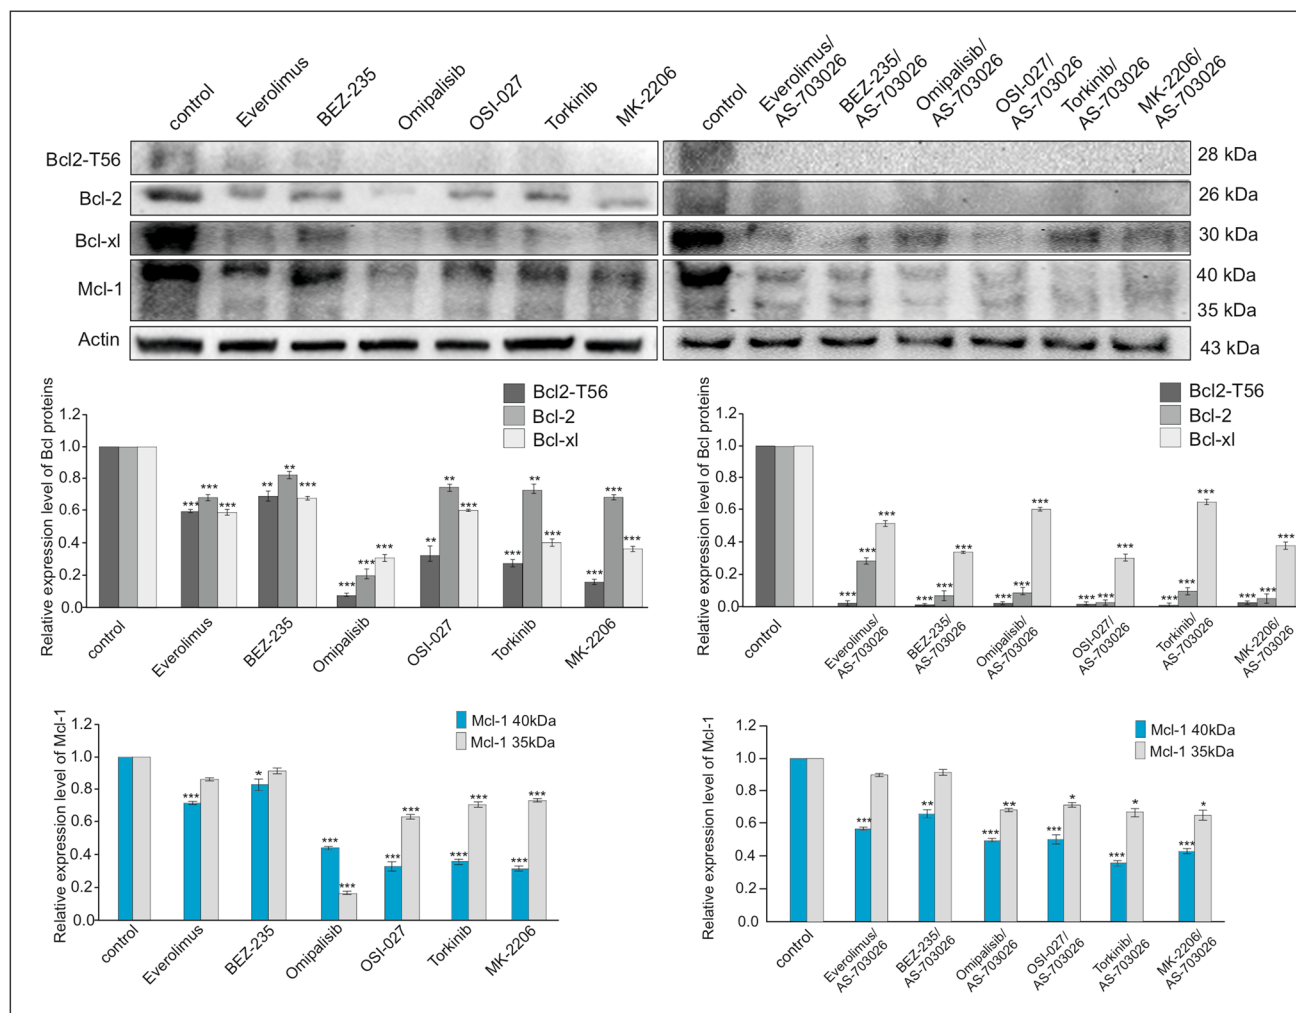 control
Everolimus
BEZ-235
Omipalisib
OSI-027
Torkinib
MK-2206
control
Everolimus/
AS-703026
BEZ-235/
AS-703026
Omipalisib/
AS-703026
OSI-027/
AS-703026
Torkinib/
AS-703026
MK-2206/
AS-703026
Bcl2-T56
28 kDa
Bcl-2
26 kDa
Bcl-xl
30 kDa
Mcl-1
40 kDa
35 kDa
Actin
43 kDa
Relative expression level of Bcl proteins
1.2
1.0
0.8
0.6
0.4
0.2
0.0
Bcl2-T56
Bcl-2
Bcl-xl
*** *** ***
** ** ***
*** *** ***
** ** ***
*** ** ***
*** *** ***
control
Everolimus
BEZ-235
Omipalisib
OSI-027
Torkinib
MK-2206
Relative expression level of Bcl proteins
1.2
1.0
0.8
0.6
0.4
0.2
0.0
Bcl2-T56
Bcl-2
Bcl-xl
*** *** ***
*** *** ***
*** *** ***
*** *** ***
*** *** ***
*** *** ***
control
Everolimus/
AS-703026
BEZ-235/
AS-703026
Omipalisib/
AS-703026
OSI-027/
AS-703026
Torkinib/
AS-703026
MK-2206/
AS-703026
Relative expression level of Mcl-1
1.2
1.0
0.8
0.6
0.4
0.2
0.0
Mcl-1 40kDa
Mcl-1 35kDa
***
*
*** ***
*** ***
*** ***
*** ***
control
Everolimus
BEZ-235
Omipalisib
OSI-027
Torkinib
MK-2206
Relative expression level of Mcl-1
1.2
1.0
0.8
0.6
0.4
0.2
0.0
Mcl-1 40kDa
Mcl-1 35kDa
***
**
*** **
*** *
*** *
*** *
control
Everolimus/
AS-703026
BEZ-235/
AS-703026
Omipalisib/
AS-703026
OSI-027/
AS-703026
Torkinib/
AS-703026
MK-2206/
AS-703026